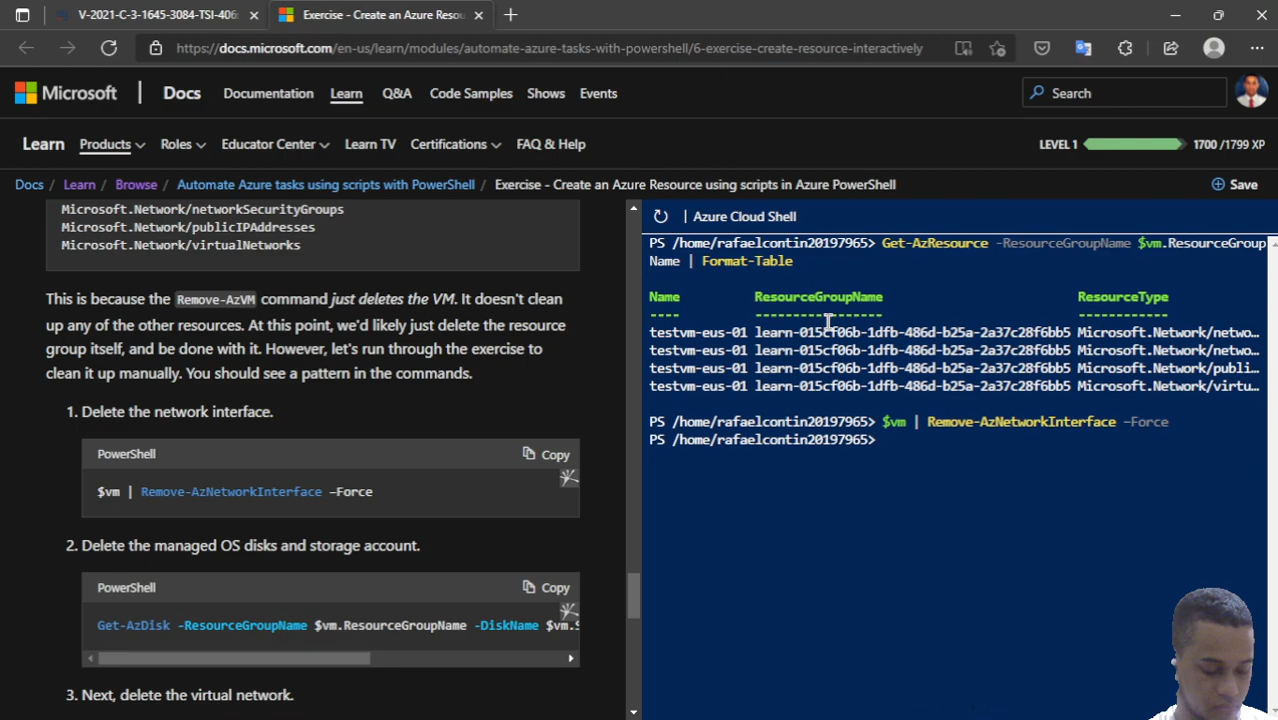 V-2021-C-3-1645-3084-TSI-406
Exercise - Create an Azure Resou
https://docs.microsoft.com/en-us/learn/modules/automate-azure-tasks-with-powershell/6-exercise-create-resource-interactively
Microsoft
Docs
Documentation
Learn
Q&A
Code Samples
Shows
Events
Search
Learn
Products
Roles
Educator Center
Learn TV
Certifications
FAQ & Help
LEVEL 1
1700 /1799 XP
Docs / Learn / Browse / Automate Azure tasks using scripts with PowerShell / Exercise - Create an Azure Resource using scripts in Azure PowerShell
Save
Microsoft.Network/networkSecurityGroups
Microsoft.Network/publicIPAddresses
Microsoft.Network/virtualNetworks
This is because the Remove-AzVM command just deletes the VM. It doesn't clean
up any of the other resources. At this point, we'd likely just delete the resource
group itself, and be done with it. However, let's run through the exercise to
clean it up manually. You should see a pattern in the commands.
1. Delete the network interface.
PowerShell
Copy
$vm | Remove-AzNetworkInterface –Force
2. Delete the managed OS disks and storage account.
PowerShell
Copy
Get-AzDisk -ResourceGroupName $vm.ResourceGroupName -DiskName $vm.S
3. Next, delete the virtual network.
Azure Cloud Shell
PS /home/rafaelcontin20197965> Get-AzResource -ResourceGroupName $vm.ResourceGroup
Name | Format-Table
Name ResourceGroupName ResourceType
---- ----------------- ------------
testvm-eus-01 learn-015cf06b-1dfb-486d-b25a-2a37c28f6bb5 Microsoft.Network/netwo…
testvm-eus-01 learn-015cf06b-1dfb-486d-b25a-2a37c28f6bb5 Microsoft.Network/netwo…
testvm-eus-01 learn-015cf06b-1dfb-486d-b25a-2a37c28f6bb5 Microsoft.Network/publi…
testvm-eus-01 learn-015cf06b-1dfb-486d-b25a-2a37c28f6bb5 Microsoft.Network/virtu…
PS /home/rafaelcontin20197965> $vm | Remove-AzNetworkInterface –Force
PS /home/rafaelcontin20197965>